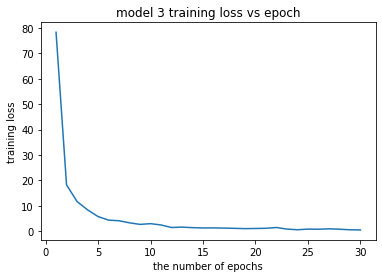 model 3 training loss vs epoch
80
70
60
50
40
30
20
10
0
training loss
0 5 10 15 20 25 30
the number of epochs